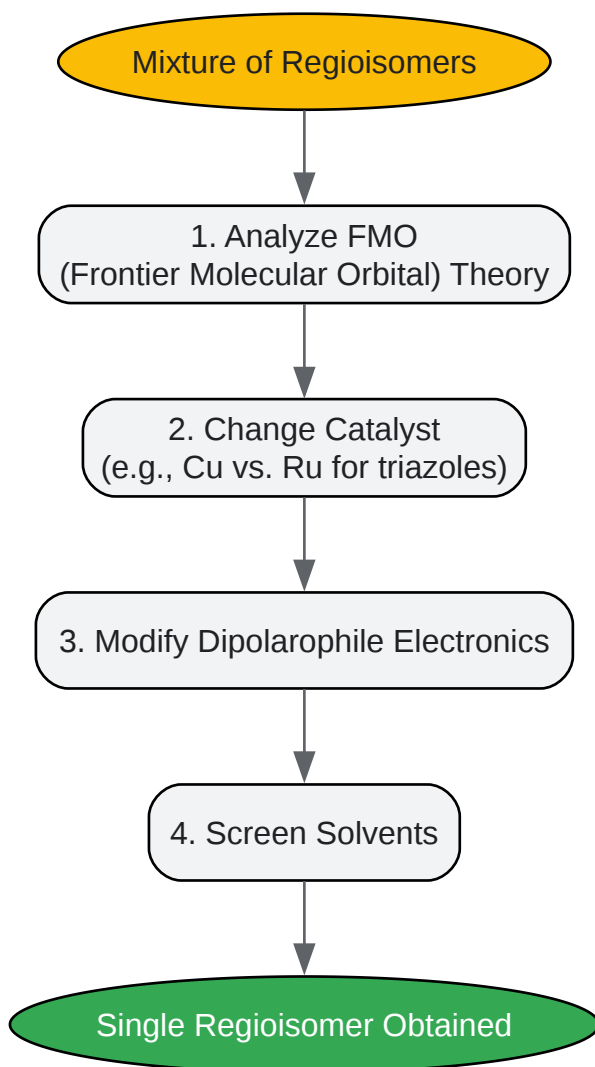 Mixture of Regioisomers
1. Analyze FMO
(Frontier Molecular Orbital) Theory
2. Change Catalyst
(e.g., Cu vs. Ru for triazoles)
3. Modify Dipolarophile Electronics
4. Screen Solvents
Single Regioisomer Obtained